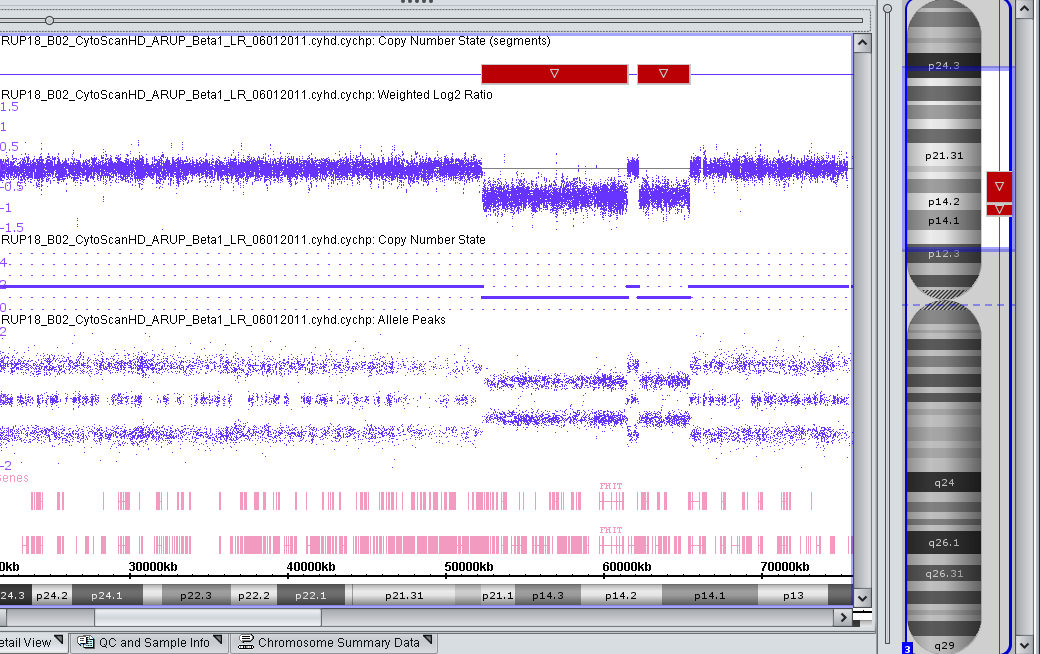 RUP18_B02_CytoScanHD_ARUP_Beta1_LR_06012011.cyhd.cychp: Copy Number State (segments)
RUP18_B02_CytoScanHD_ARUP_Beta1_LR_06012011.cyhd.cychp: Weighted Log2 Ratio
1.5
1
0.5
-0.5
-1
-1.5
RUP18_B02_CytoScanHD_ARUP_Beta1_LR_06012011.cyhd.cychp: Copy Number State
4
2
0
RUP18_B02_CytoScanHD_ARUP_Beta1_LR_06012011.cyhd.cychp: Allele Peaks
2
-2
Genes
FHIT
FHIT
0kb 30000kb 40000kb 50000kb 60000kb 70000kb
24.3 p24.2 p24.1 p22.3 p22.2 p22.1 p21.31 p21.1 p14.3 p14.2 p14.1 p13
etail View QC and Sample Info Chromosome Summary Data
p24.3
p21.31
p14.2
p14.1
p12.3
q24
q26.1
q26.31
q29
3